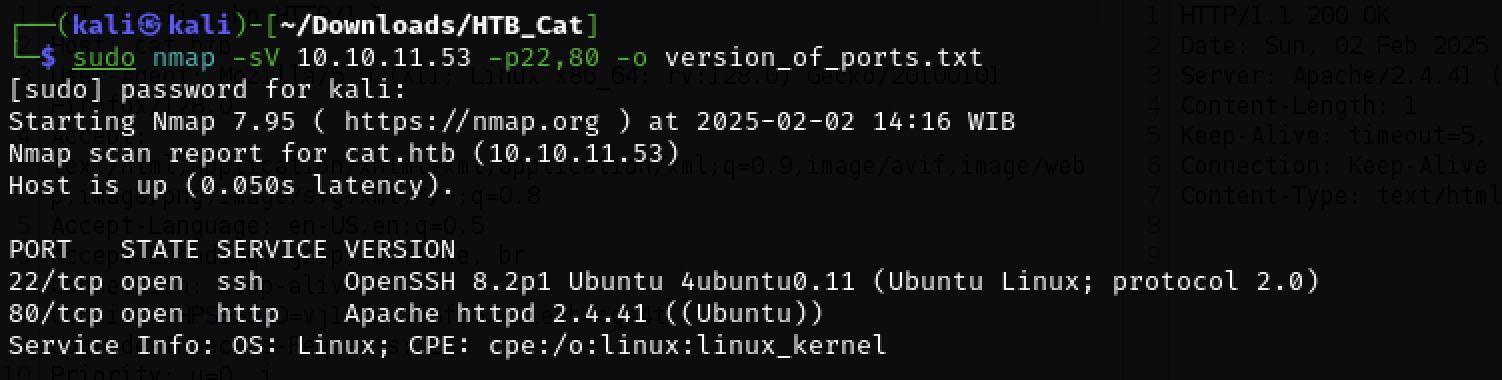 ┌──(kali㉿kali)-[~/Downloads/HTB_Cat]
└─$ sudo nmap -sV 10.10.11.53 -p22,80 -o version_of_ports.txt
[sudo] password for kali:
Starting Nmap 7.95 ( https://nmap.org ) at 2025-02-02 14:16 WIB
Nmap scan report for cat.htb (10.10.11.53)
Host is up (0.050s latency).
PORT   STATE SERVICE VERSION
22/tcp open  ssh     OpenSSH 8.2p1 Ubuntu 4ubuntu0.11 (Ubuntu Linux; protocol 2.0)
80/tcp open  http    Apache httpd 2.4.41 ((Ubuntu))
Service Info: OS: Linux; CPE: cpe:/o:linux:linux_kernel
1 HTTP/1.1 200 OK
2 Date: Sun, 02 Feb 2025
3 Server: Apache/2.4.41 (
4 Content-Length: 1
5 Keep-Alive: timeout=5,
6 Connection: Keep-Alive
7 Content-Type: text/html
8
9